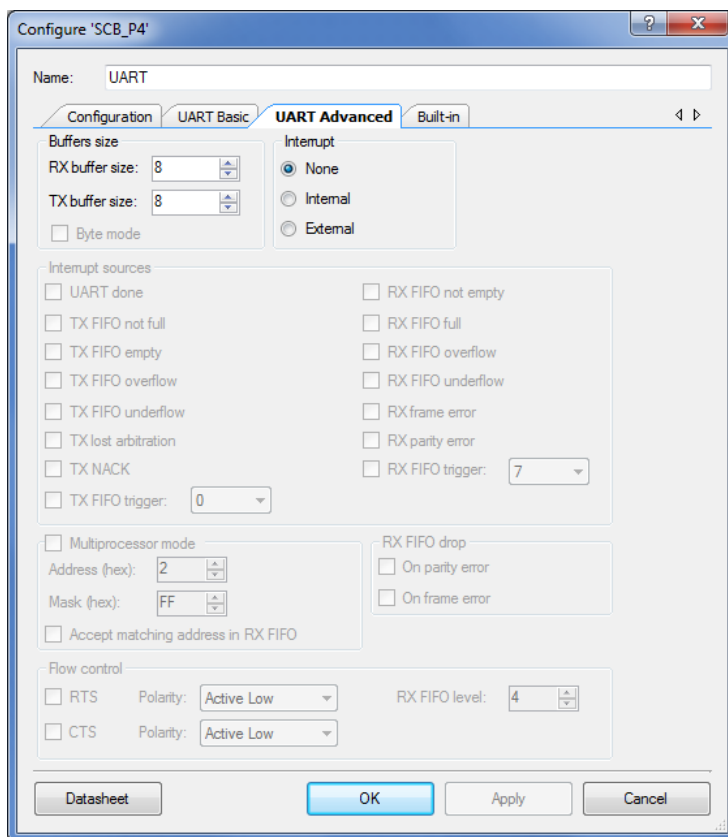 Configure 'SCB_P4'
Name: UART
Configuration UART Basic UART Advanced Built-in
Buffers size
RX buffer size: 8
TX buffer size: 8
Byte mode
Interrupt
None
Internal
External
Interrupt sources
UART done
TX FIFO not full
TX FIFO empty
TX FIFO overflow
TX FIFO underflow
TX lost arbitration
TX NACK
TX FIFO trigger: 0
RX FIFO not empty
RX FIFO full
RX FIFO overflow
RX FIFO underflow
RX frame error
RX parity error
RX FIFO trigger: 7
Multiprocessor mode
Address (hex): 2
Mask (hex): FF
Accept matching address in RX FIFO
RX FIFO drop
On parity error
On frame error
Flow control
RTS Polarity: Active Low RX FIFO level: 4
CTS Polarity: Active Low
Datasheet OK Apply Cancel